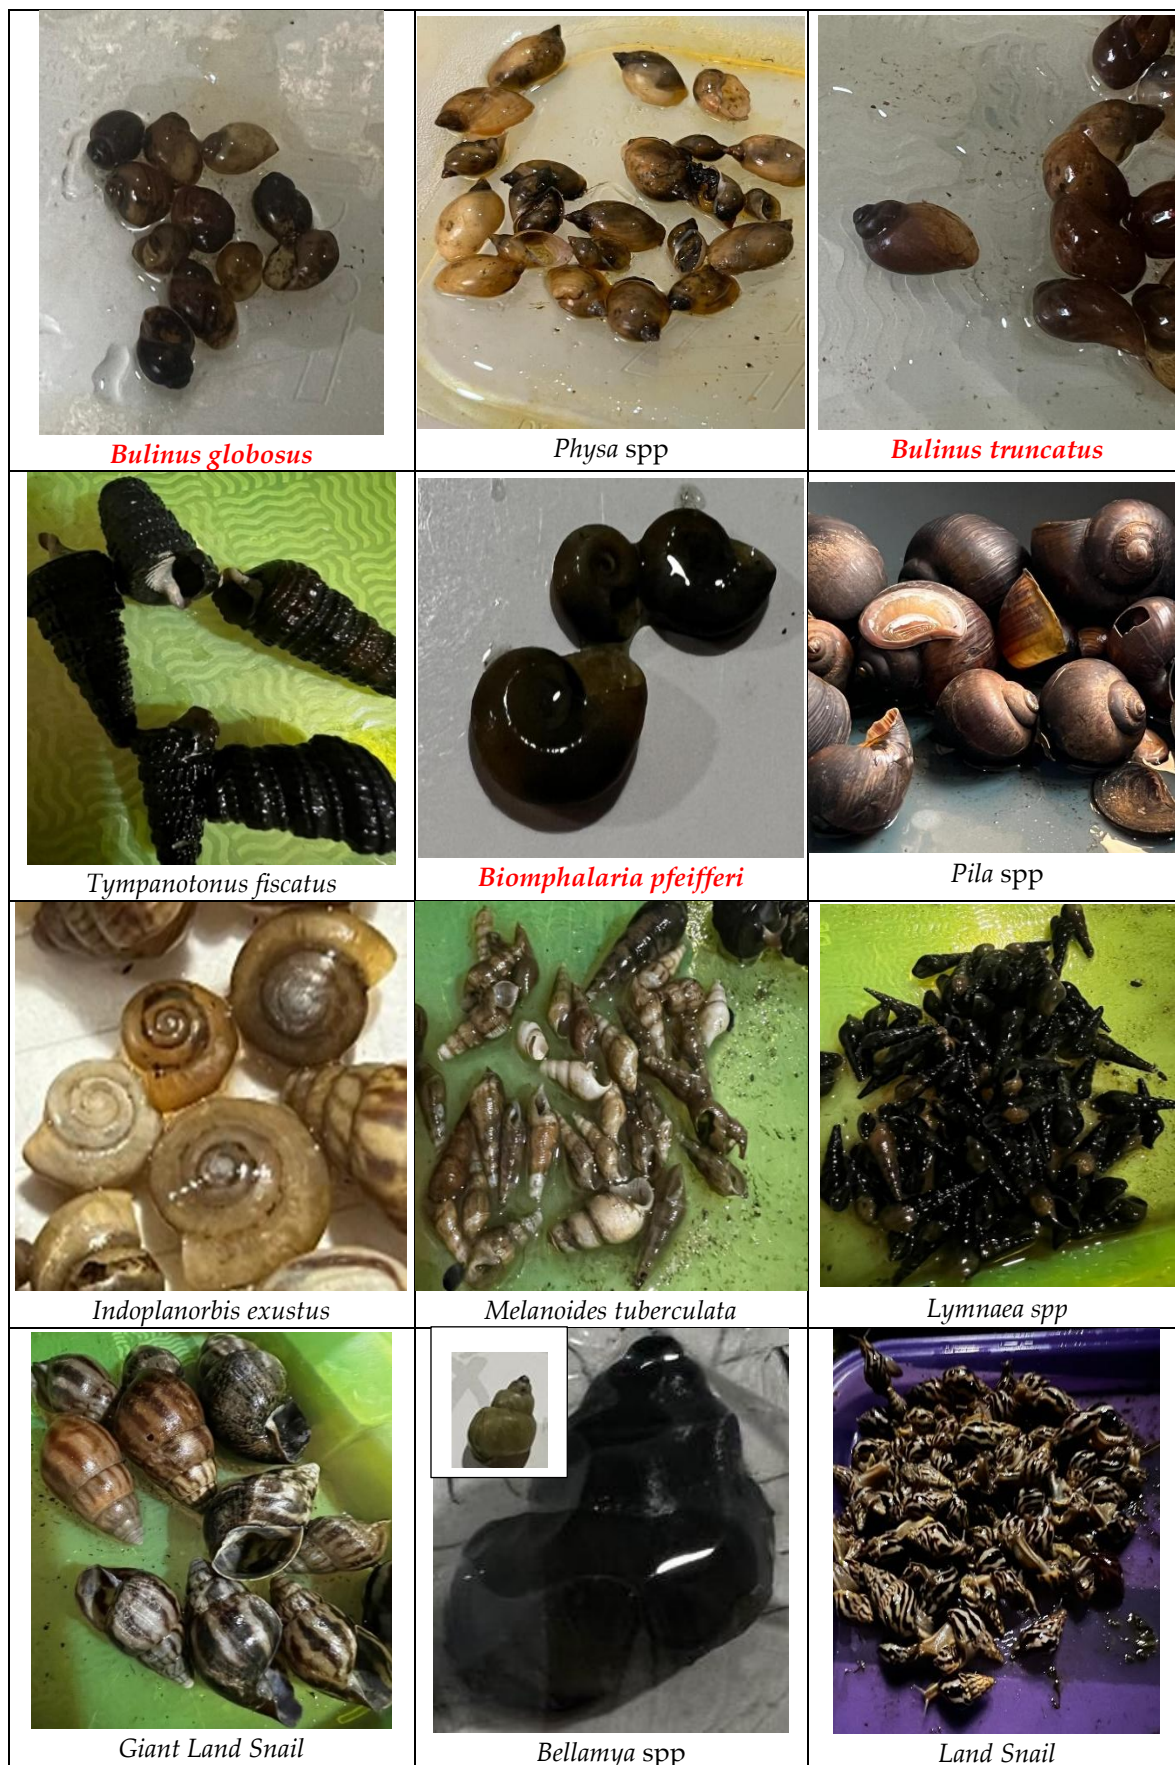 Bulinus globosus
Physa spp
Bulinus truncatus
Tympanotonus fiscatus
Biomphalaria pfeifferi
Pila spp
Indoplanorbis exustus
Melanoides tuberculata
Lymnaea spp
Giant Land Snail
Bellamya spp
Land Snail